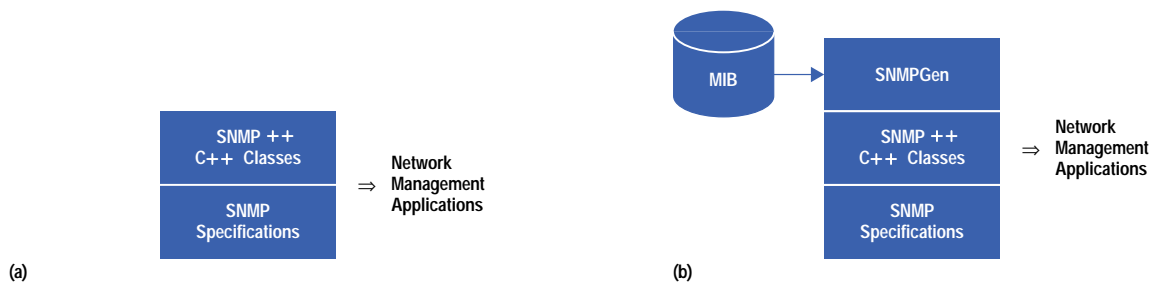 SNMP ++
C++ Classes
SNMP
Specifications
⇒
Network
Management
Applications
(a)
MIB
SNMPGen
SNMP ++
C++ Classes
SNMP
Specifications
⇒
Network
Management
Applications
(b)